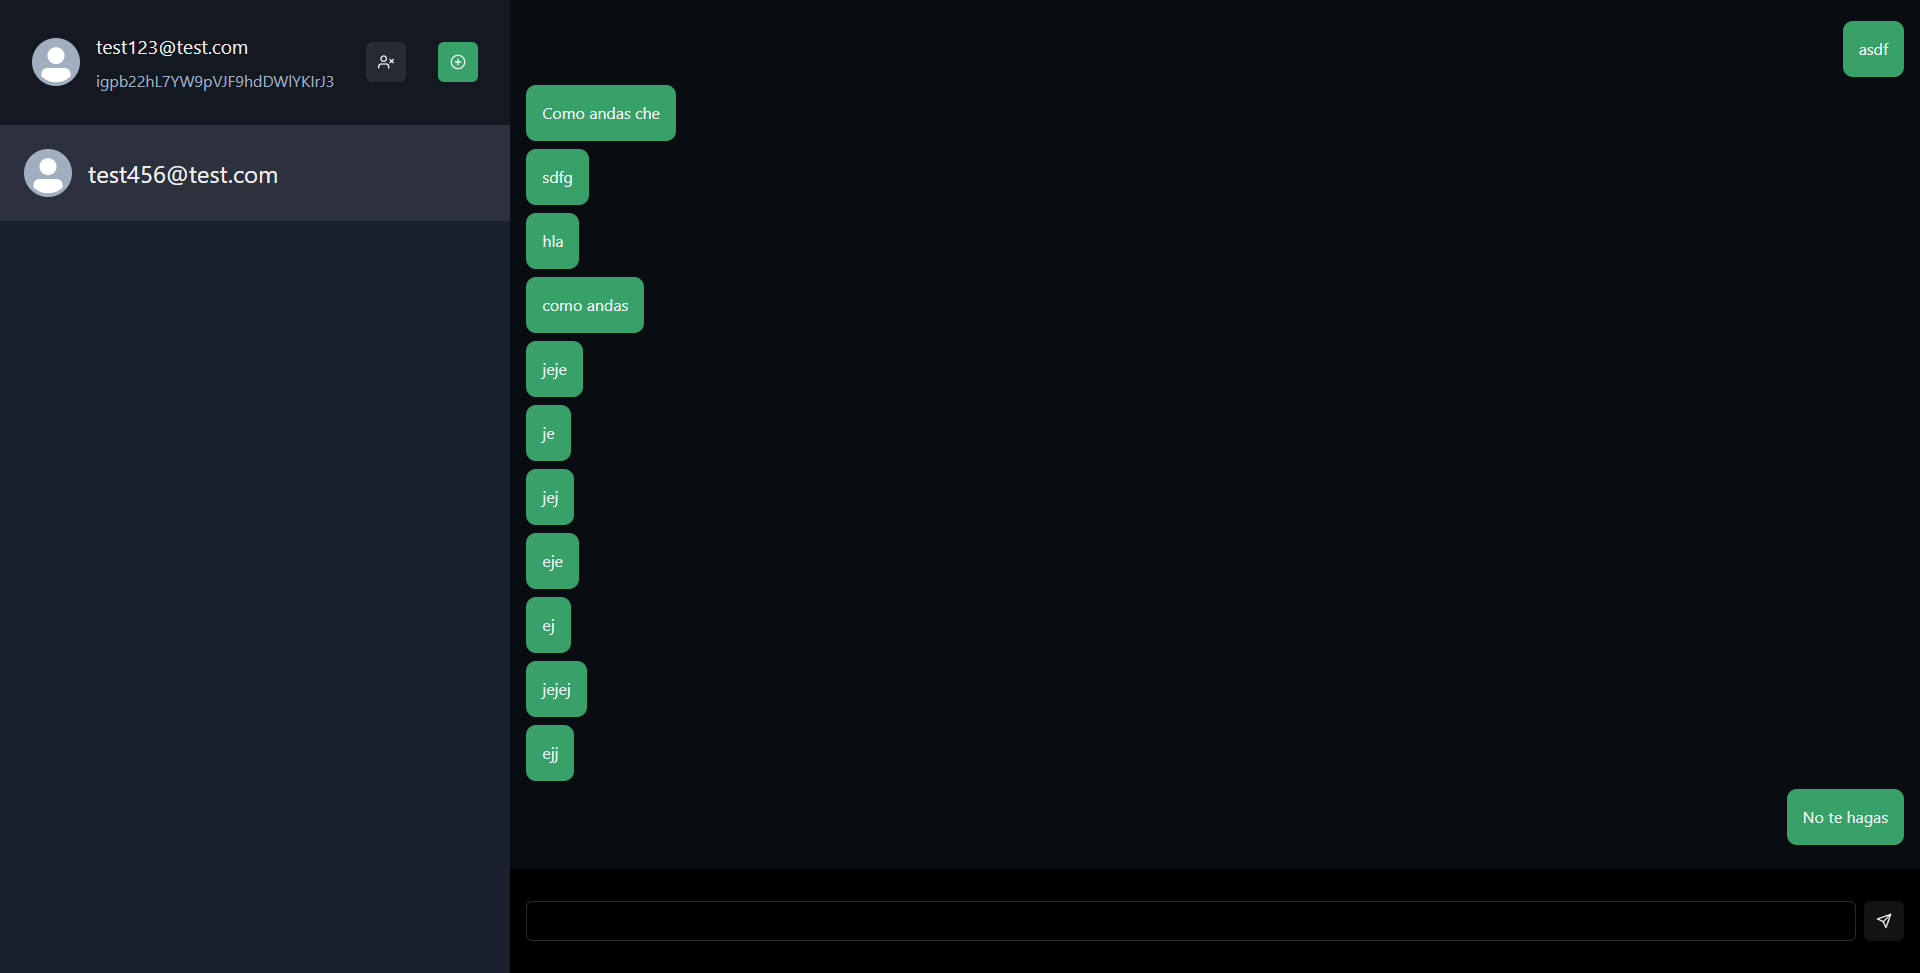 test123@test.com
igpb22hL7YW9pVJF9hdDWlYKIrJ3
test456@test.com
asdf
Como andas che
sdfg
hla
como andas
jeje
je
jej
eje
ej
jejej
ejj
No te hagas